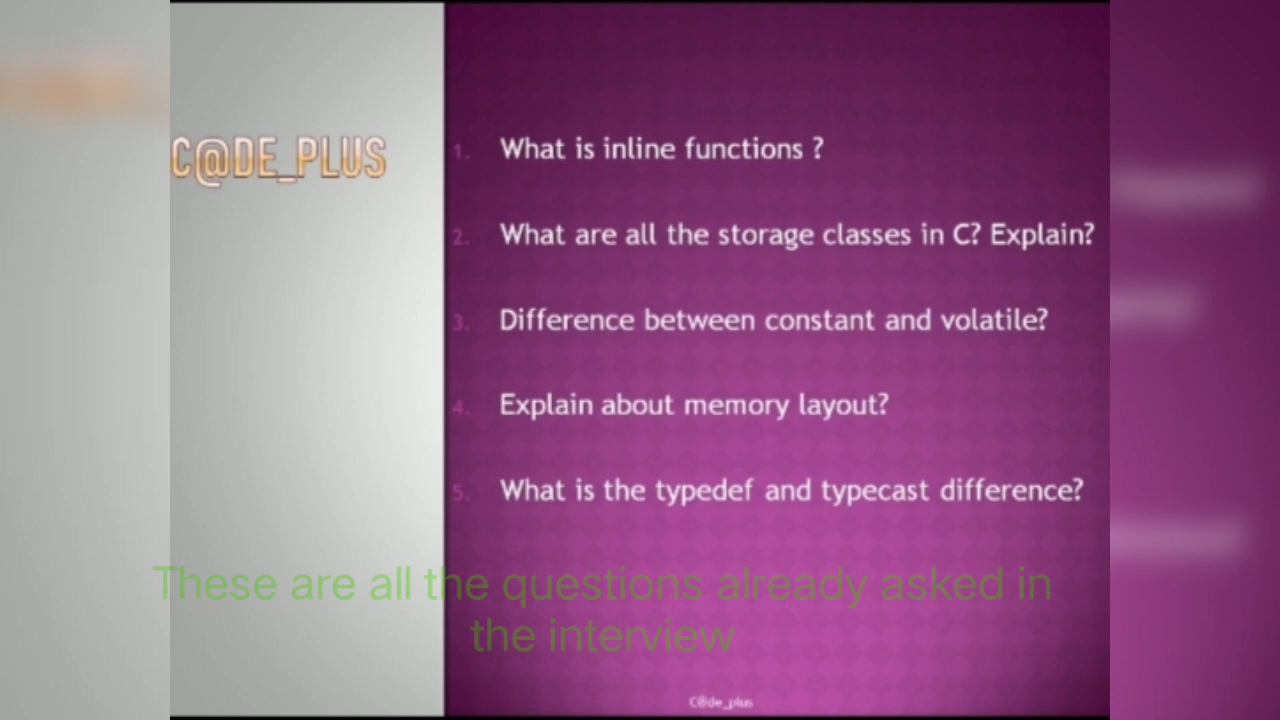 C@DE_PLUS
1. What is inline functions ?
2. What are all the storage classes in C? Explain?
3. Difference between constant and volatile?
4. Explain about memory layout?
5. What is the typedef and typecast difference?
These are all the questions already asked in
the interview
C@de_plus